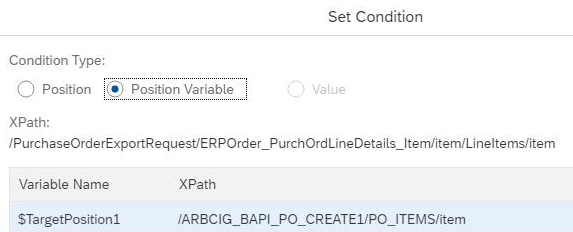 Set Condition
Condition Type:
Position Position Variable Value
XPath:
/PurchaseOrderExportRequest/ERPOrder_PurchOrdLineDetails_Item/item/LineItems/item
Variable Name XPath
$TargetPosition1 /ARBCIG_BAPI_PO_CREATE1/PO_ITEMS/item